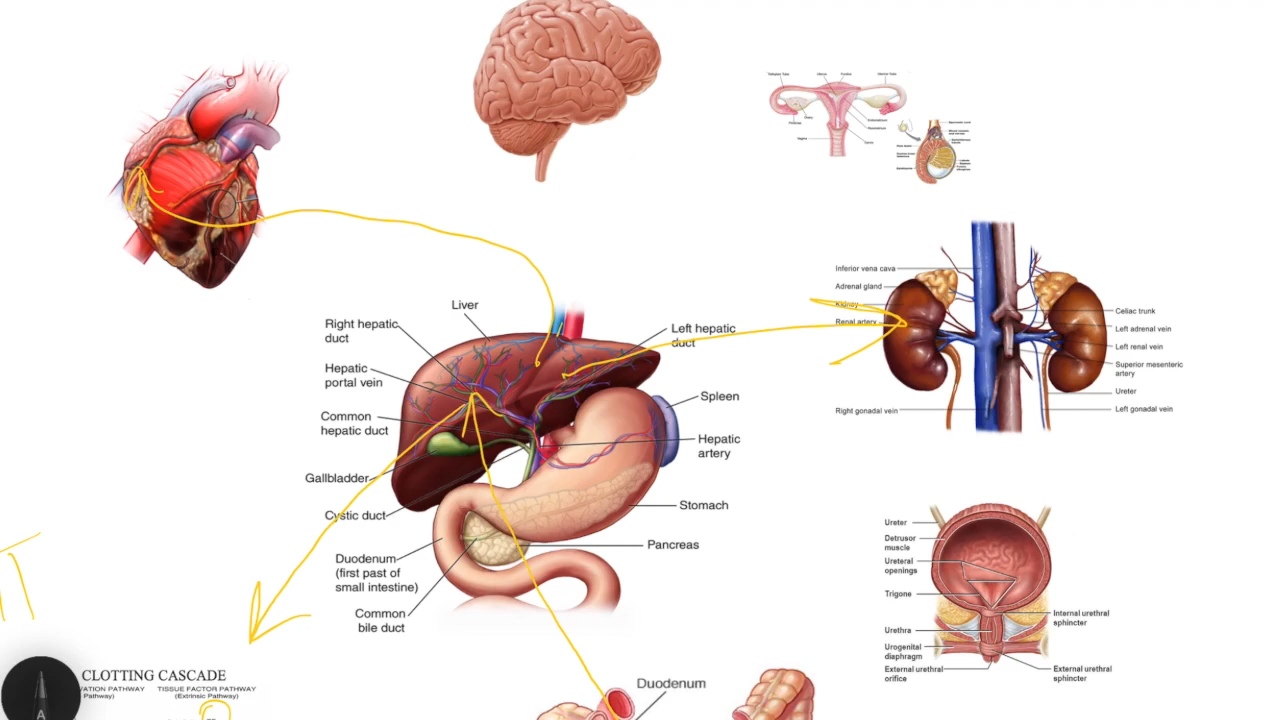 Liver
Right hepatic
duct
Hepatic
portal vein
Common
hepatic duct
Gallbladder
Cystic duct
Duodenum
(first past of
small intestine)
Common
bile duct
Left hepatic
duct
Spleen
Hepatic
artery
Stomach
Pancreas
Duodenum
Inferior vena cava
Adrenal gland
Kidney
Renal artery
Right gonadal vein
Celiac trunk
Left adrenal vein
Left renal vein
Superior mesenteric
artery
Ureter
Left gonadal vein
Ureter
Detrusor
muscle
Ureteral
openings
Trigone
Urethra
Urogenital
diaphragm
External urethral
orifice
Internal urethral
sphincter
External urethral
sphincter
CLOTTING CASCADE
VATION PATHWAY
Pathway)
TISSUE FACTOR PATHWAY
(Extrinsic Pathway)
A